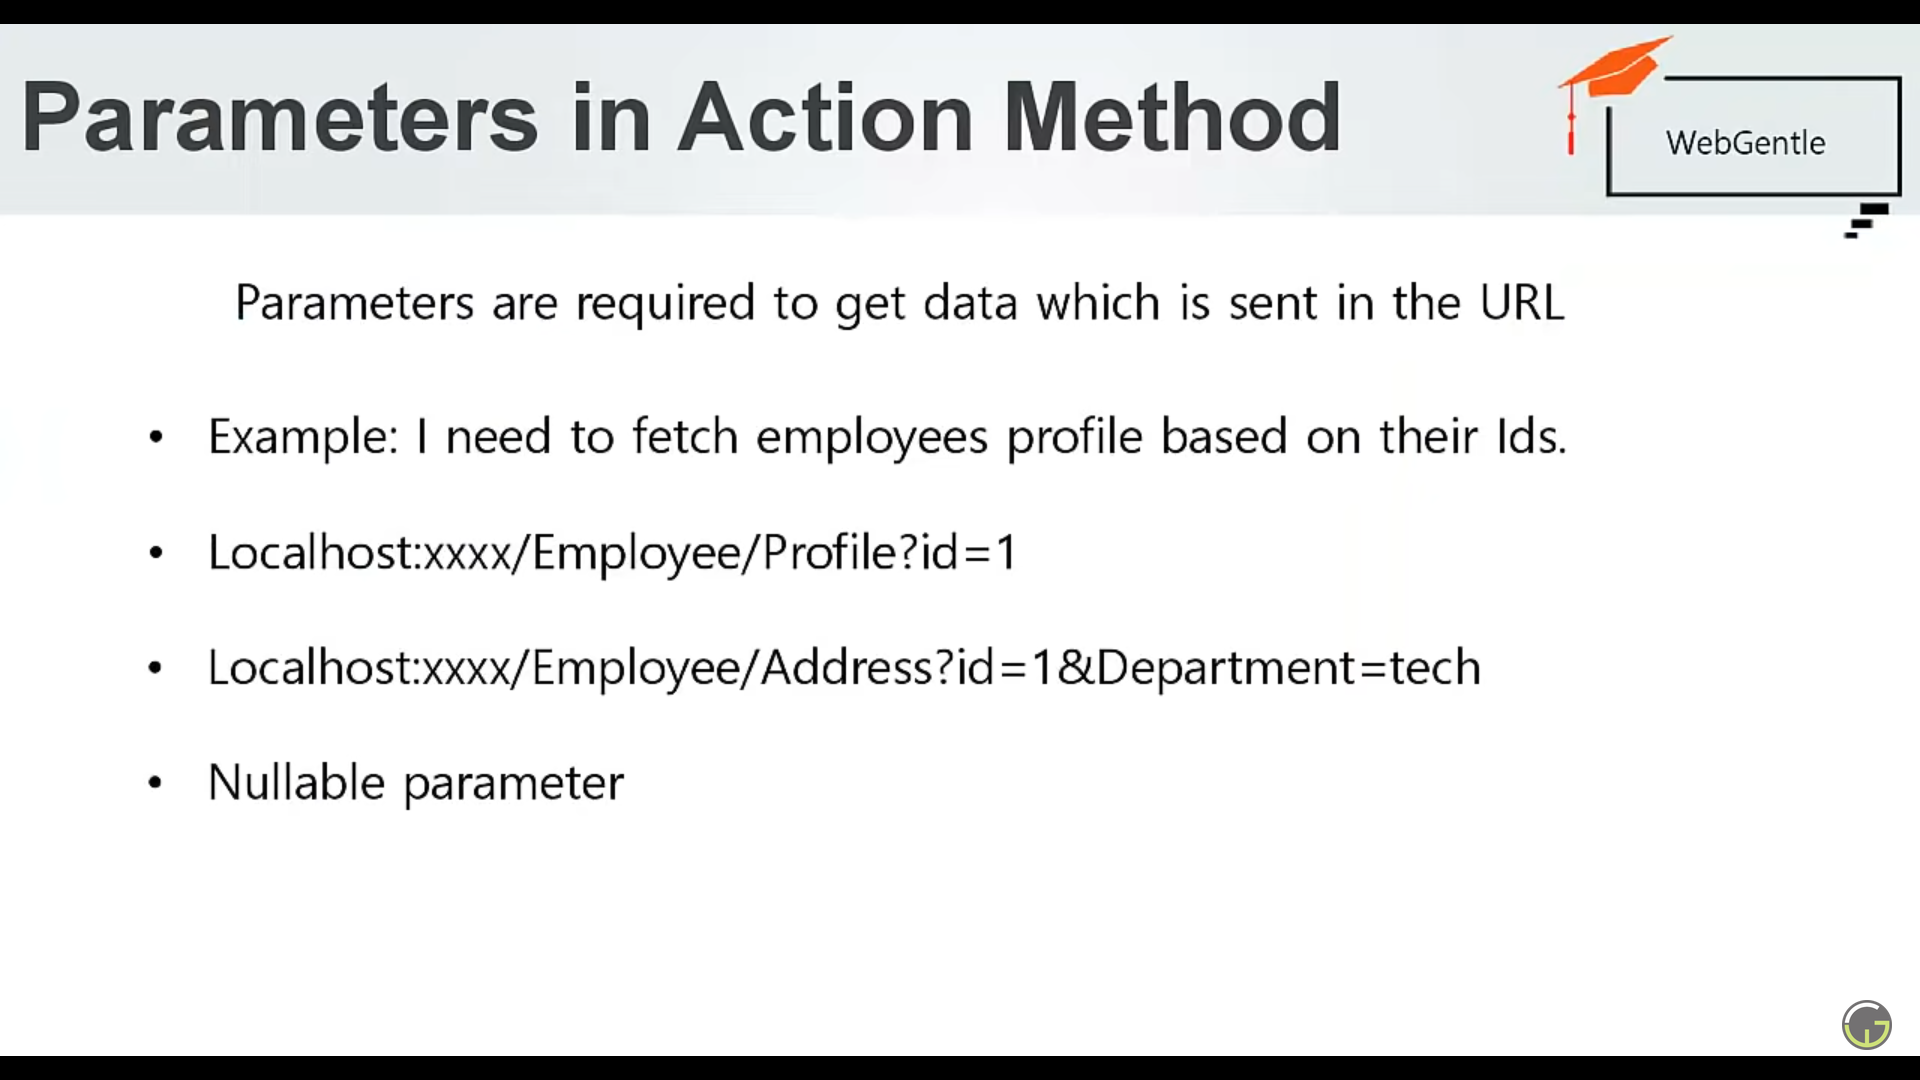 Parameters in Action Method
WebGentle
Parameters are required to get data which is sent in the URL
• Example: I need to fetch employees profile based on their Ids.
• Localhost:xxxx/Employee/Profile?id=1
• Localhost:xxxx/Employee/Address?id=1&Department=tech
• Nullable parameter